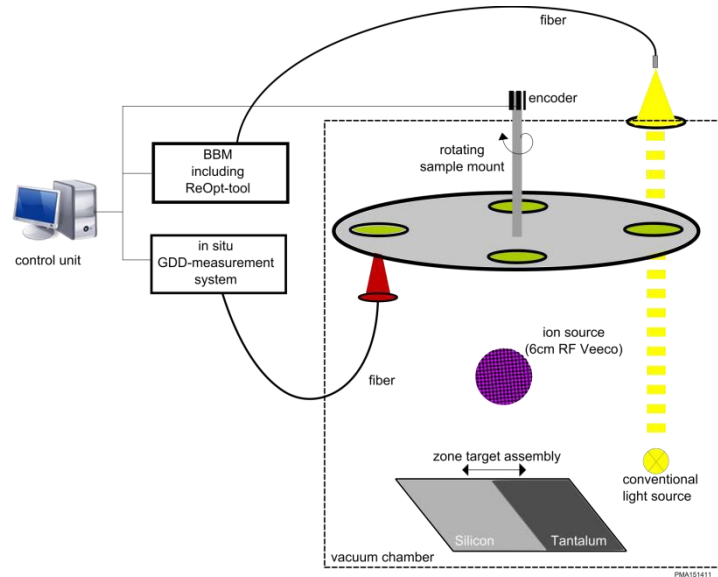 fiber
encoder
rotating
sample mount
BBM
including
ReOpt-tool
control unit
in situ
GDD-measurement
system
fiber
ion source
(6cm RF Veeco)
zone target assembly
conventional
light source
Silicon
Tantalum
vacuum chamber
PMA151411